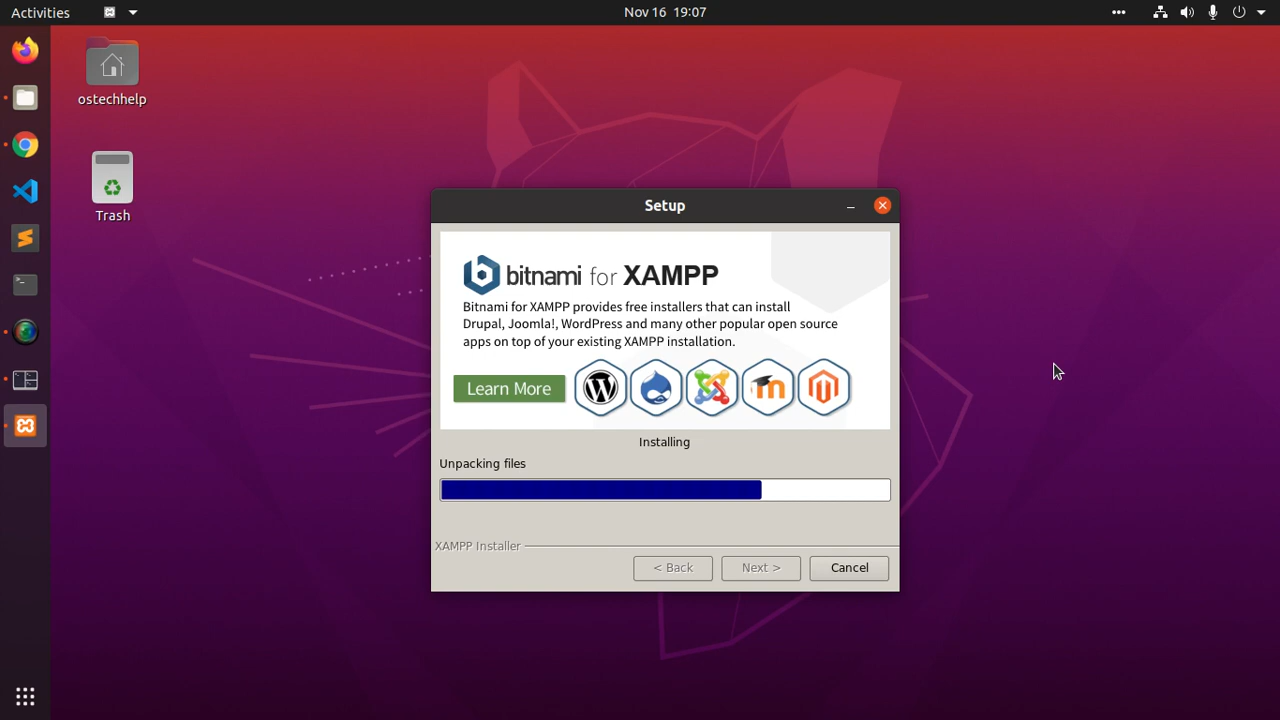 Activities
Nov 16 19:07
ostechhelp
Trash
Setup
bitnami for XAMPP
Bitnami for XAMPP provides free installers that can install
Drupal, Joomla!, WordPress and many other popular open source
apps on top of your existing XAMPP installation.
Learn More
Installing
Unpacking files
XAMPP Installer
< Back
Next >
Cancel